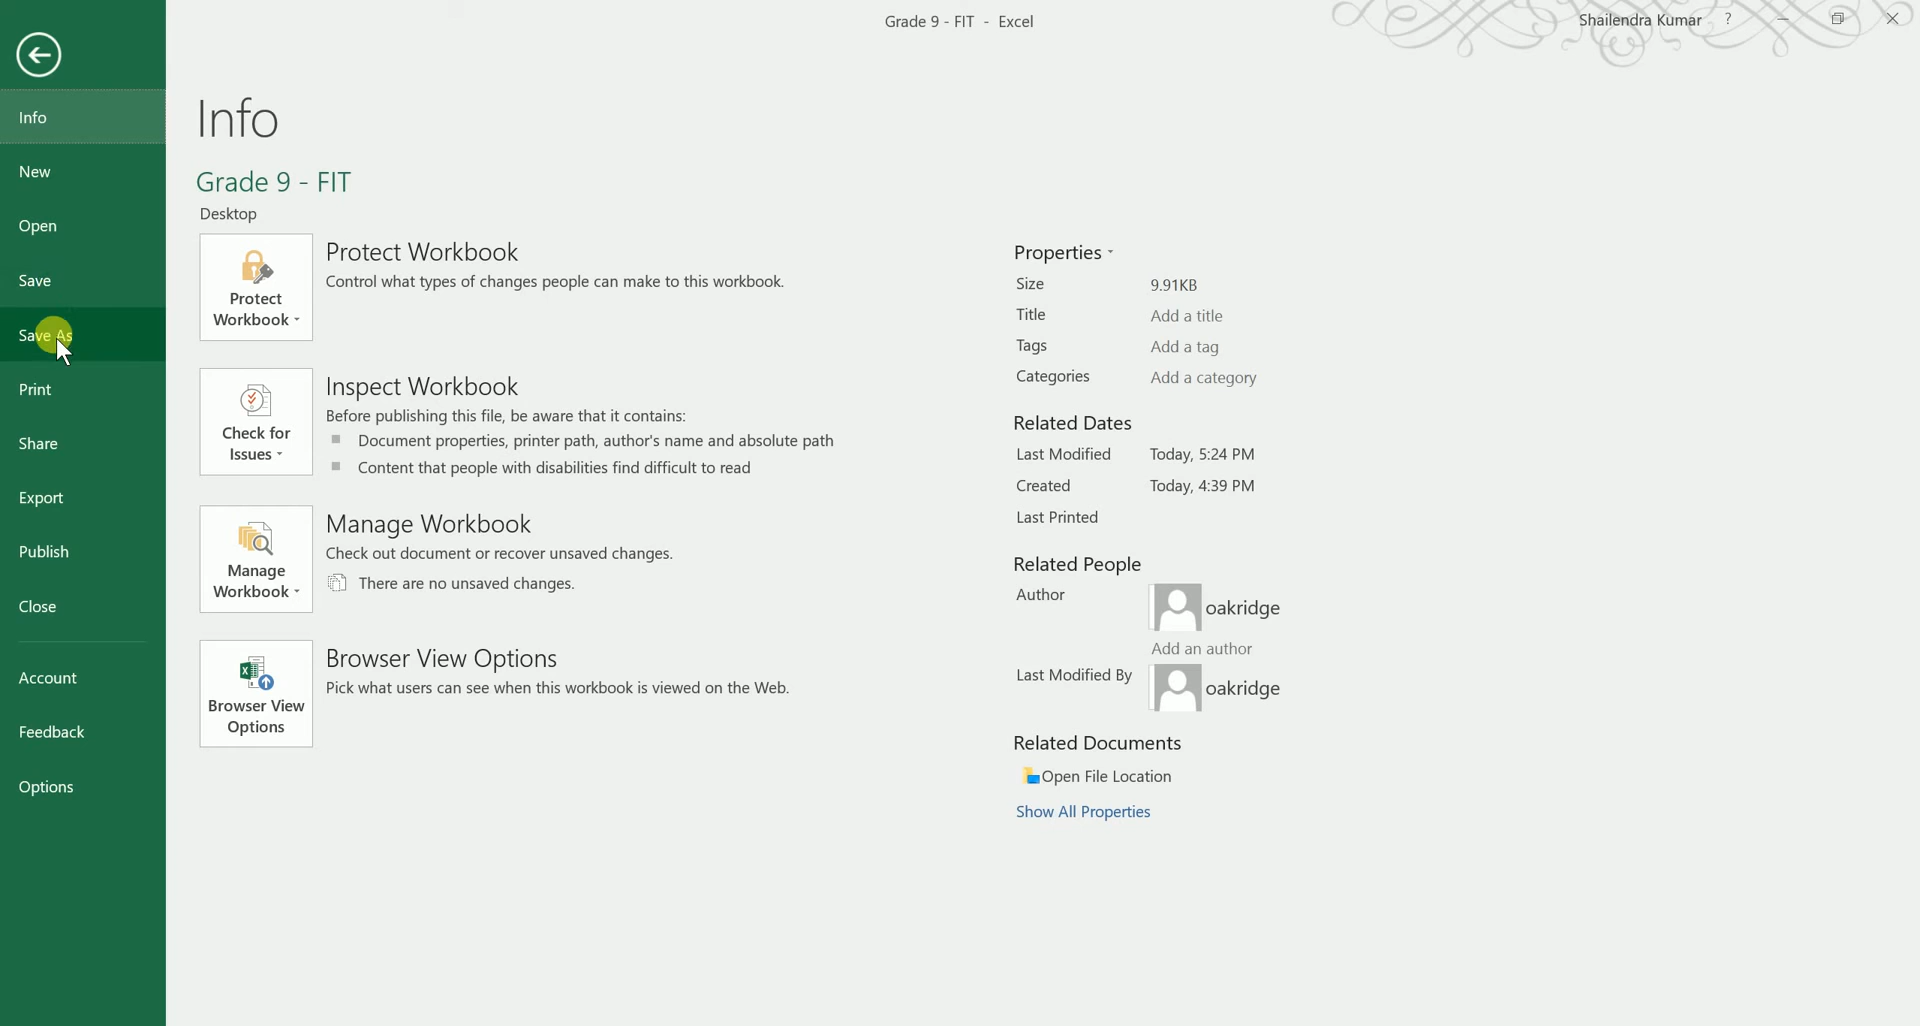 Grade 9 - FIT - Excel
Shailendra Kumar ?
Info
New
Open
Save
Save As
Print
Share
Export
Publish
Close
Account
Feedback
Options
Info
Grade 9 - FIT
Desktop
Protect
Workbook
Protect Workbook
Control what types of changes people can make to this workbook.
Check for
Issues
Inspect Workbook
Before publishing this file, be aware that it contains:
Document properties, printer path, author's name and absolute path
Content that people with disabilities find difficult to read
Manage
Workbook
Manage Workbook
Check out document or recover unsaved changes.
There are no unsaved changes.
Browser View
Options
Browser View Options
Pick what users can see when this workbook is viewed on the Web.
Properties
Size 9.91KB
Title Add a title
Tags Add a tag
Categories Add a category
Related Dates
Last Modified Today, 5:24 PM
Created Today, 4:39 PM
Last Printed
Related People
Author oakridge
Add an author
Last Modified By oakridge
Related Documents
Open File Location
Show All Properties